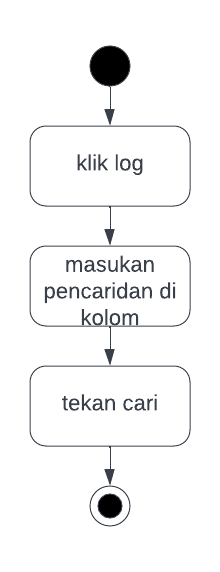 klik log
masukan
pencaridan di
kolom
tekan cari